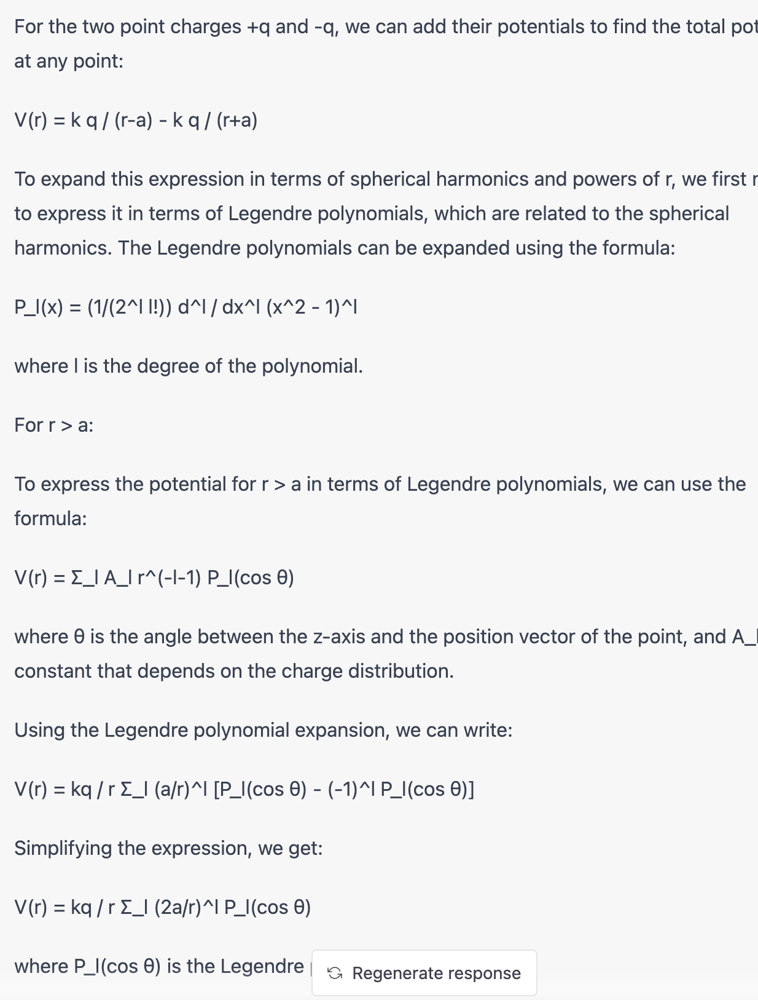 For the two point charges +q and -q, we can add their potentials to find the total
at any point:
V(r) = k q / (r-a) - k q / (r+a)
To expand this expression in terms of spherical harmonics and powers of r, we first
to express it in terms of Legendre polynomials, which are related to the spherical
harmonics. The Legendre polynomials can be expanded using the formula:
P_l(x) = (1/(2^l l!)) d^l / dx^l (x^2 - 1)^l
where l is the degree of the polynomial.
For r > a:
To express the potential for r > a in terms of Legendre polynomials, we can use the
formula:
V(r) = Σ_l A_l r^(-l-1) P_l(cos θ)
where θ is the angle between the z-axis and the position vector of the point, and A_l
constant that depends on the charge distribution.
Using the Legendre polynomial expansion, we can write:
V(r) = kq / r Σ_l (a/r)^l [P_l(cos θ) - (-1)^l P_l(cos θ)]
Simplifying the expression, we get:
V(r) = kq / r Σ_l (2a/r)^l P_l(cos θ)
where P_l(cos θ) is the Legendre
Regenerate response